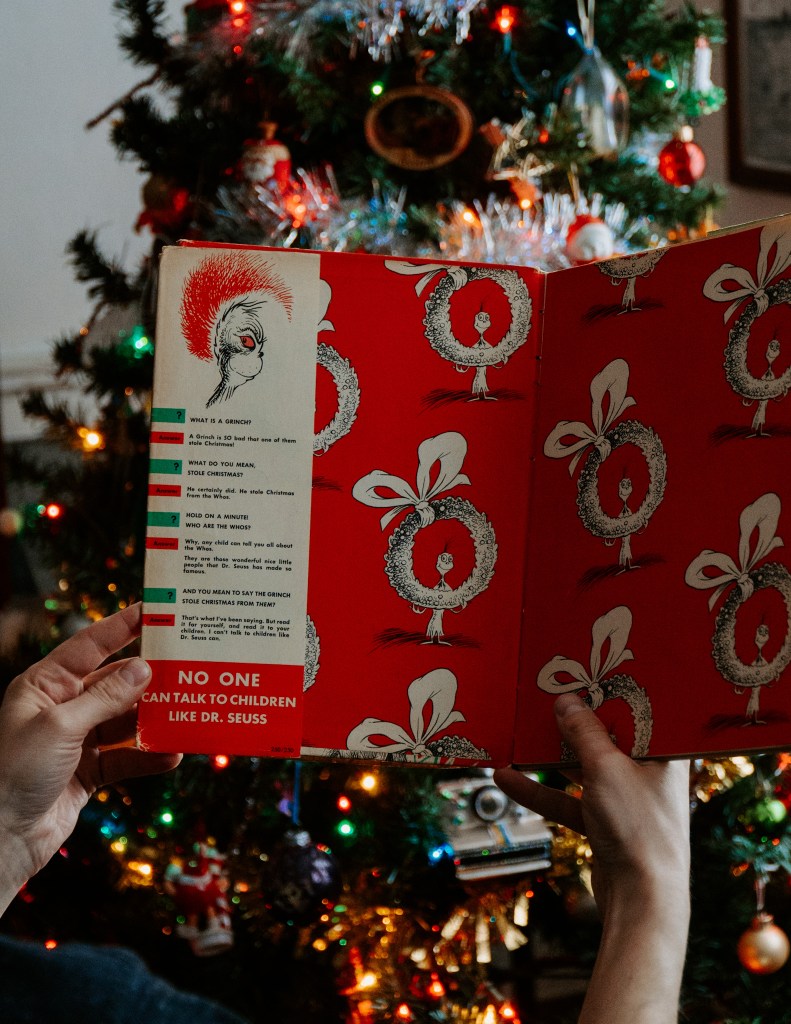 ?
WHAT IS A GRINCH?
Answer:
A Grinch is SO bad that one of them
stole Christmas!
?
WHAT DO YOU MEAN,
STOLE CHRISTMAS?
Answer:
He certainly did. He stole Christmas
from the Whos.
?
HOLD ON A MINUTE!
WHO ARE THE WHOS?
Answer:
Why, any child can tell you all about
the Whos.
They are those wonderful nice little
people that Dr. Seuss has made so
famous.
?
AND YOU MEAN TO SAY THE GRINCH
STOLE CHRISTMAS FROM THEM?
Answer:
That's what I've been saying. But read
it for yourself, and read it to your
children. I can't talk to children like
Dr. Seuss can.
NO ONE
CAN TALK TO CHILDREN
LIKE DR. SEUSS